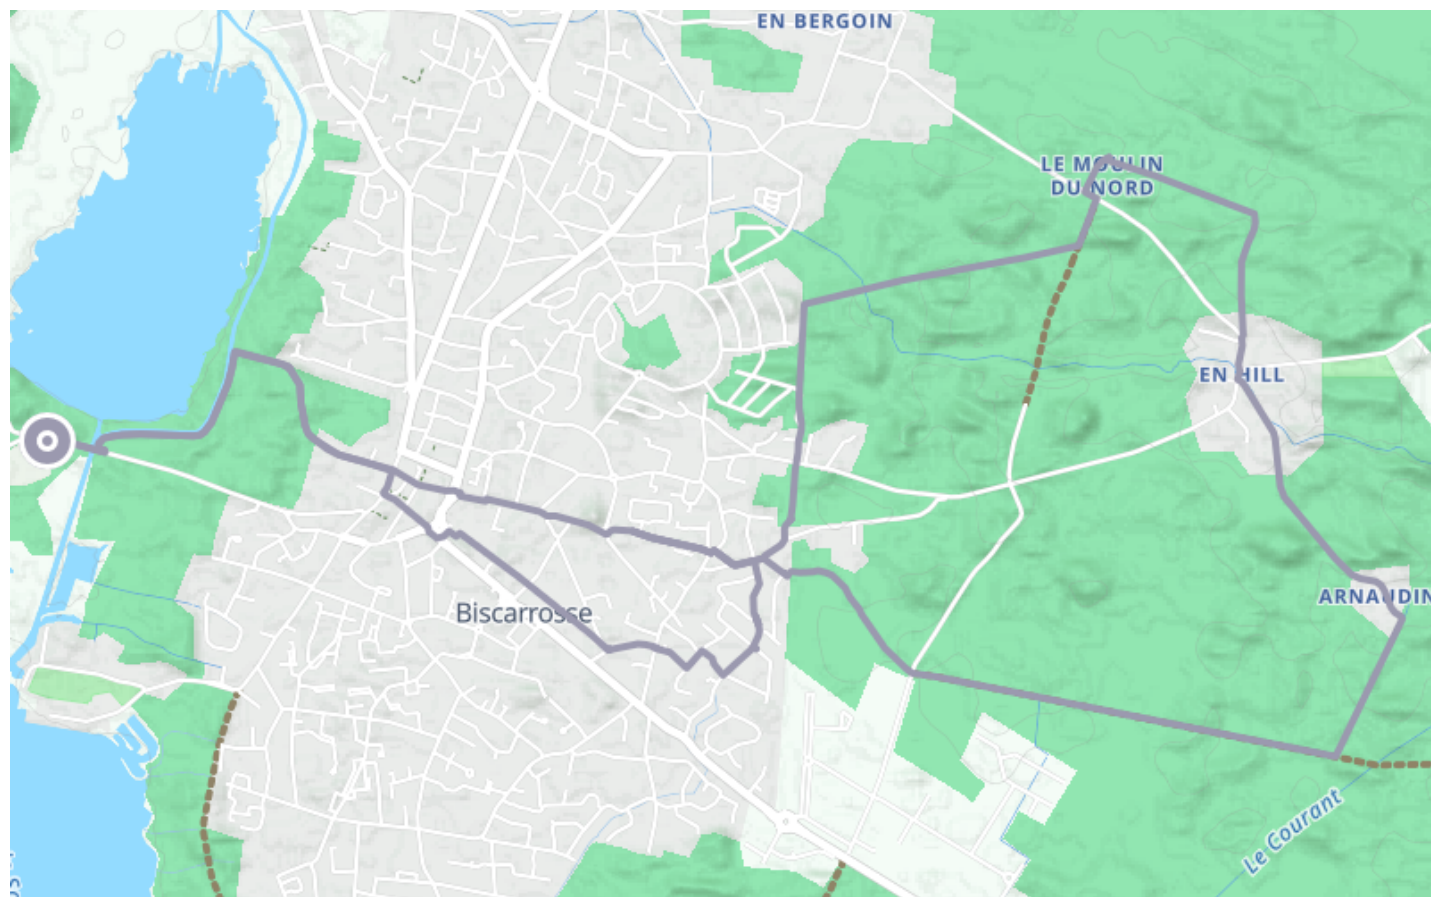 EN BERGOIN
LE MOULIN
DU NORD
EN HILL
ARNAUDIN
Biscarrosse
Le Courant